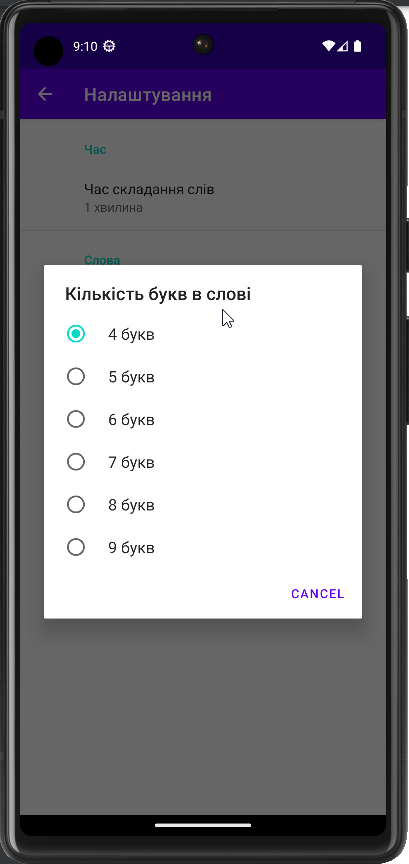 9:10
Налаштування
Час
Час складання слів
1 хвилина
Слова
Кількість букв в слові
4 букв
5 букв
6 букв
7 букв
8 букв
9 букв
CANCEL